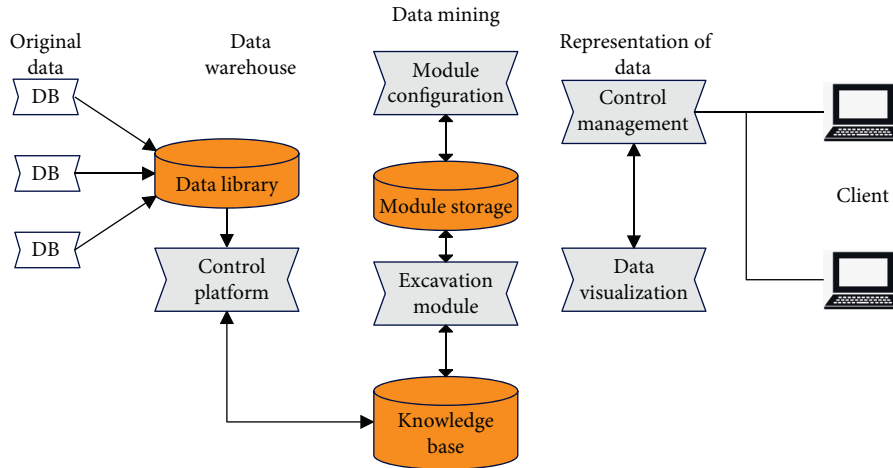 Original
data
DB
DB
DB
Data
warehouse
Data library
Control
platform
Data mining
Module
configuration
Module storage
Excavation
module
Knowledge
base
Representation of
data
Control
management
Data
visualization
Client